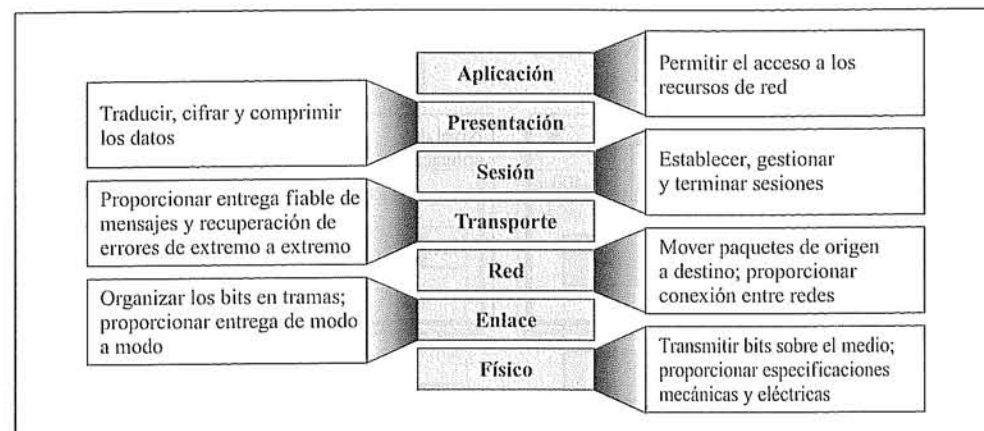 Aplicación
Permitir el acceso a los
recursos de red
Traducir, cifrar y comprimir
los datos
Presentación
Sesión
Establecer, gestionar
y terminar sesiones
Proporcionar entrega fiable de
mensajes y recuperación de
errores de extremo a extremo
Transporte
Red
Mover paquetes de origen
a destino; proporcionar
conexión entre redes
Organizar los bits en tramas;
proporcionar entrega de modo
a modo
Enlace
Físico
Transmitir bits sobre el medio;
proporcionar especificaciones
mecánicas y eléctricas